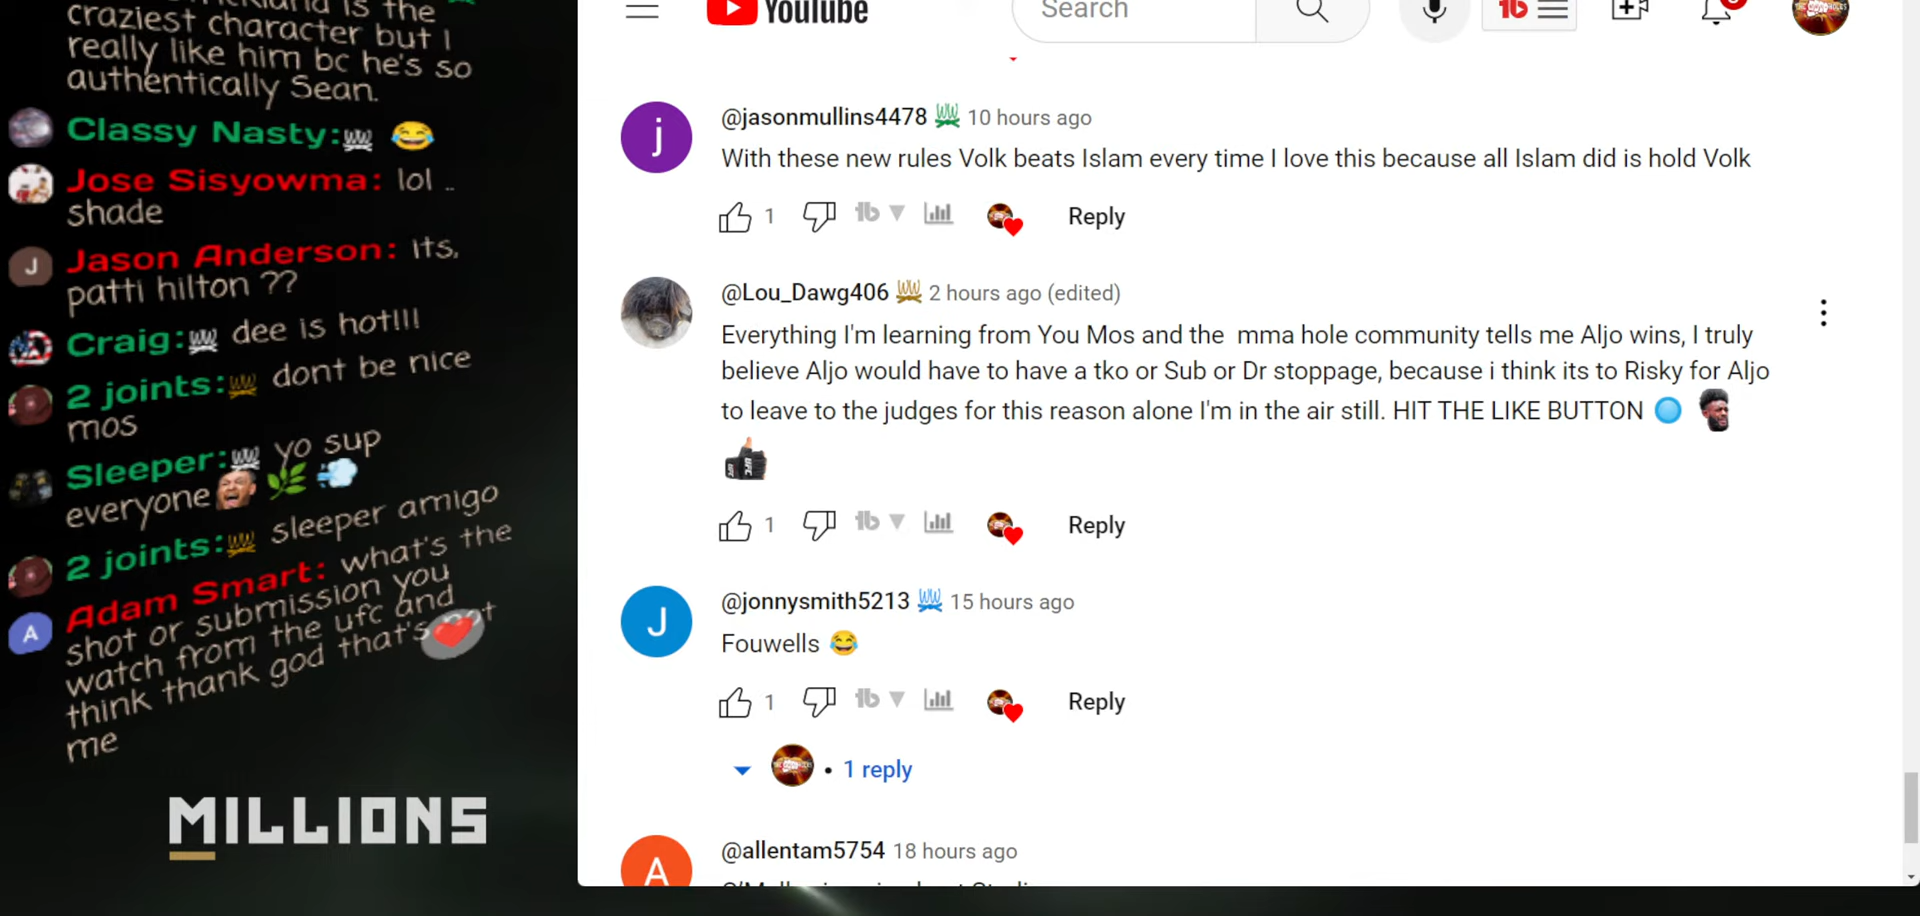 is the
craziest character but I
really like him bc he's so
authentically Sean.
Classy Nasty:
Jose Sisyowma: lol ..
shade
J
Jason Anderson: its,
patti hilton ??
Craig: dee is hot!!!
2 joints: dont be nice
mos
Sleeper: yo sup
everyone
2 joints: sleeper amigo
A
Adam Smart: what's the
shot or submission you
watch from the ufc and
think thank god that's not
me
MILLIONS
YouTube
Search
j
@jasonmullins4478 10 hours ago
With these new rules Volk beats Islam every time I love this because all Islam did is hold Volk
1 Reply
@Lou_Dawg406 2 hours ago (edited)
Everything I'm learning from You Mos and the mma hole community tells me Aljo wins, I truly
believe Aljo would have to have a tko or Sub or Dr stoppage, because i think its to Risky for Aljo
to leave to the judges for this reason alone I'm in the air still. HIT THE LIKE BUTTON
UFC
1 Reply
J
@jonnysmith5213 15 hours ago
Fouwells
1 Reply
• 1 reply
A
@allentam5754 18 hours ago